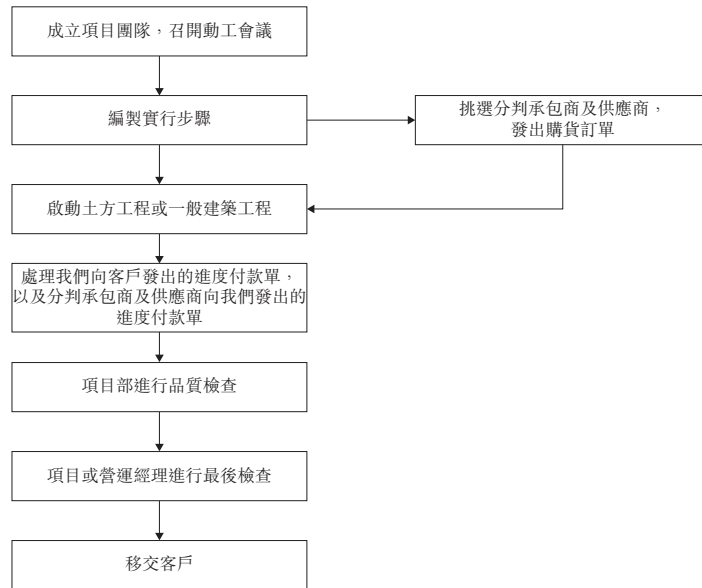 成立項目團隊，召開動工會議
編製實行步驟
挑選分判承包商及供應商，
發出購貨訂單
啟動土方工程或一般建築工程
處理我們向客戶發出的進度付款單，
以及分判承包商及供應商向我們發出的
進度付款單
項目部進行品質檢查
項目或營運經理進行最後檢查
移交客戶